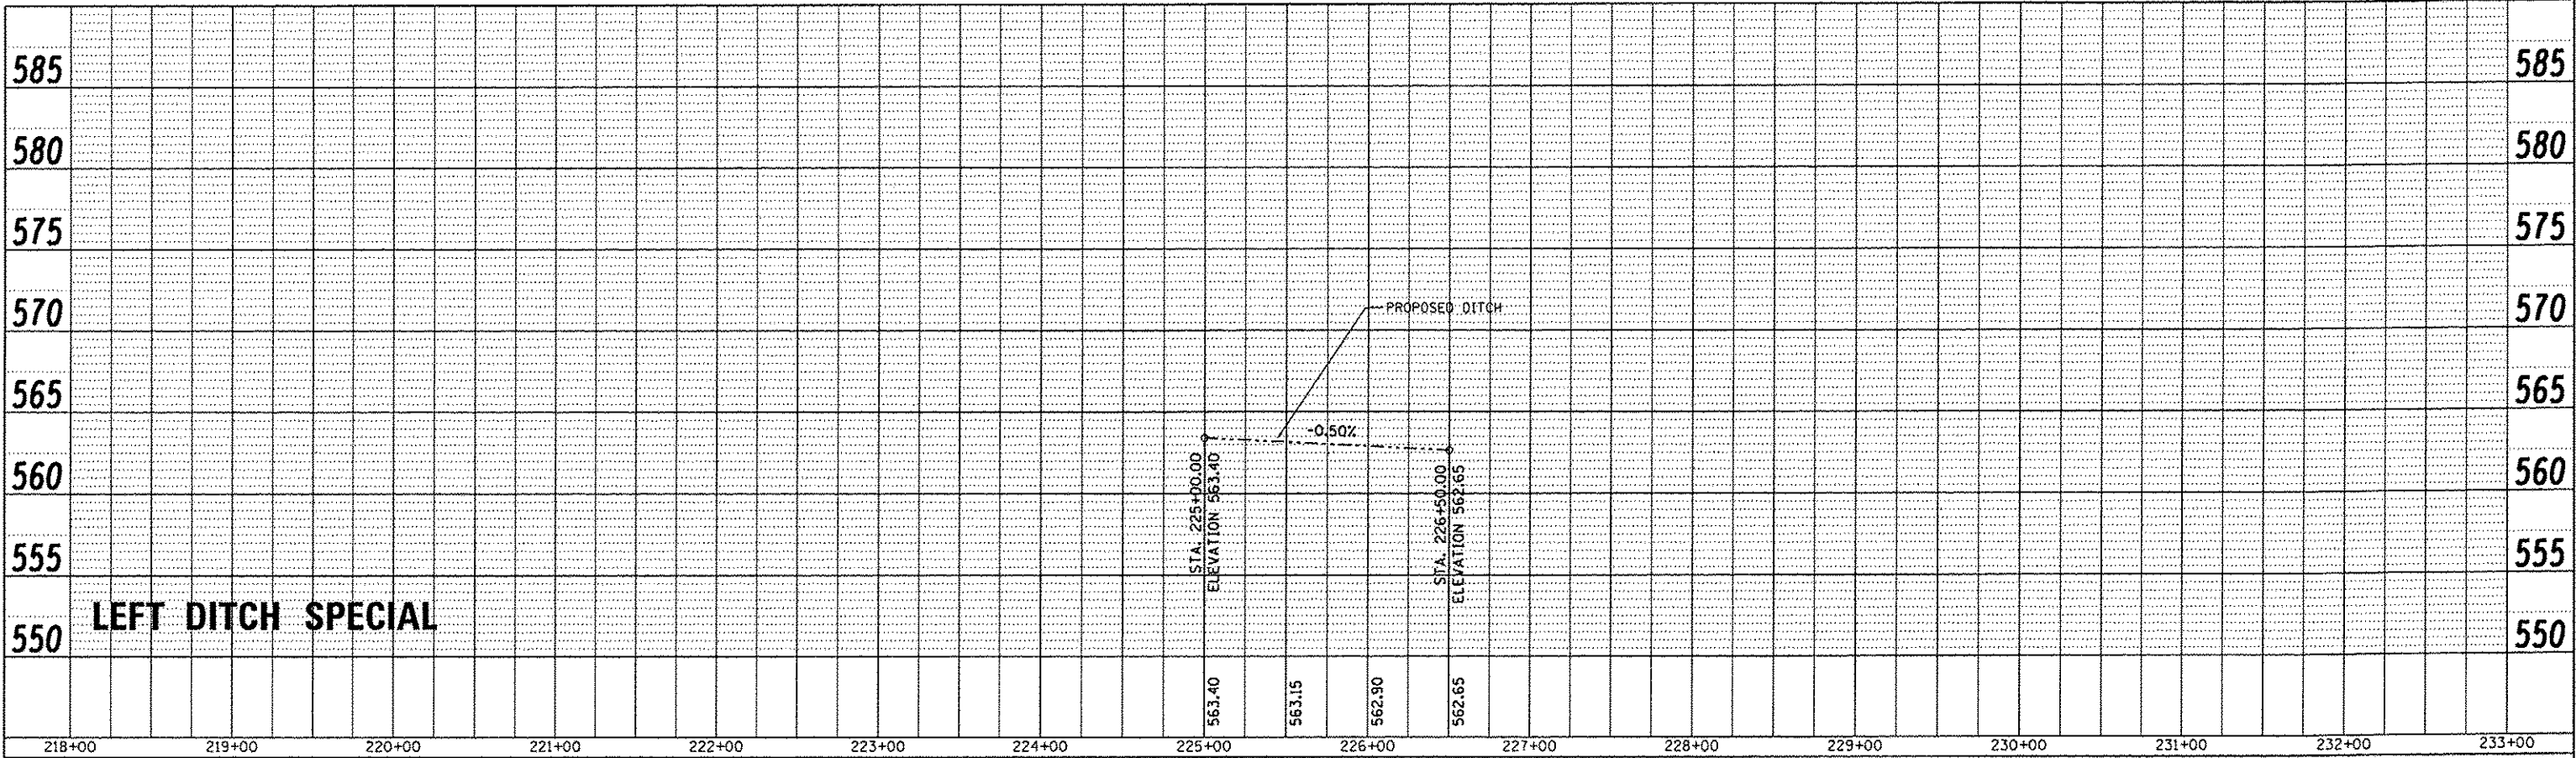 585 585
580 580
575 575
570 570
PROPOSED DITCH
565 565
-0.50%
560 560
STA. 225+00.00
ELEVATION 563.40
STA. 226+50.00
ELEVATION 562.65
555 555
LEFT DITCH SPECIAL
550 550
563.40 563.15 562.90 562.65
218+00 219+00 220+00 221+00 222+00 223+00 224+00 225+00 226+00 227+00 228+00 229+00 230+00 231+00 232+00 233+00